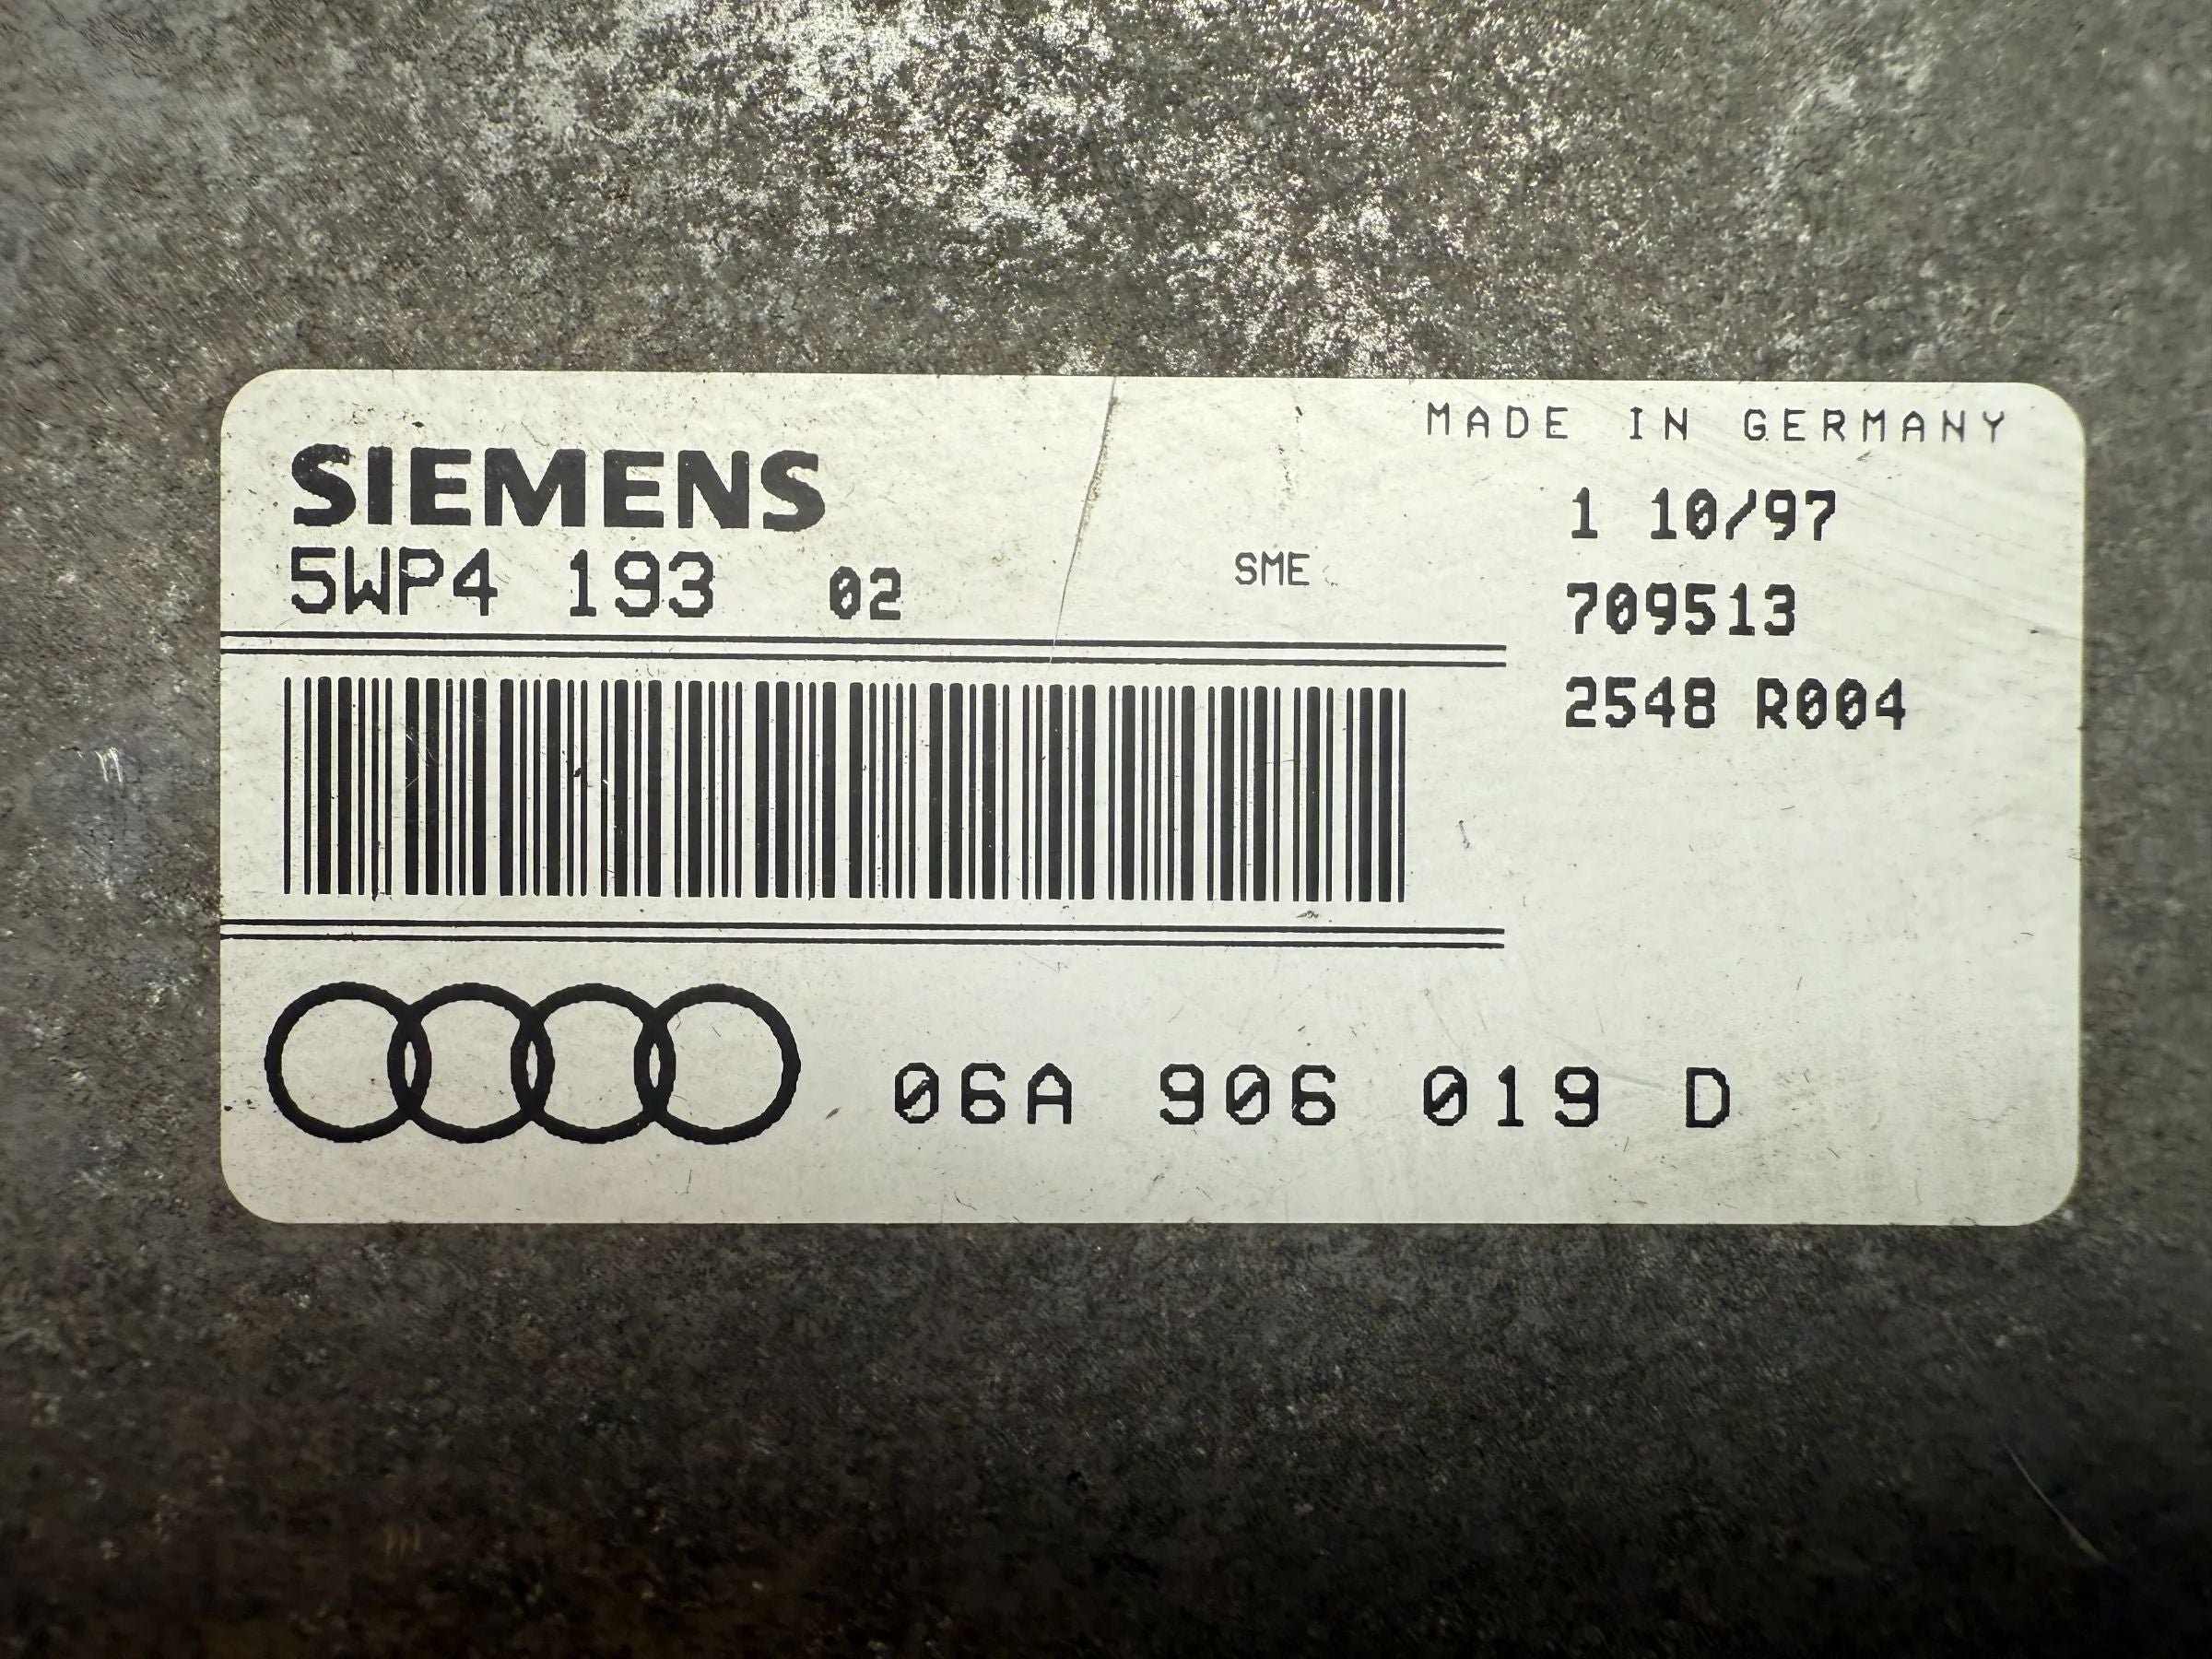 MADE IN GERMANY
SIEMENS
1 10/97
5WP4 193 02 SME
709513
2548 R004
06A 906 019 D